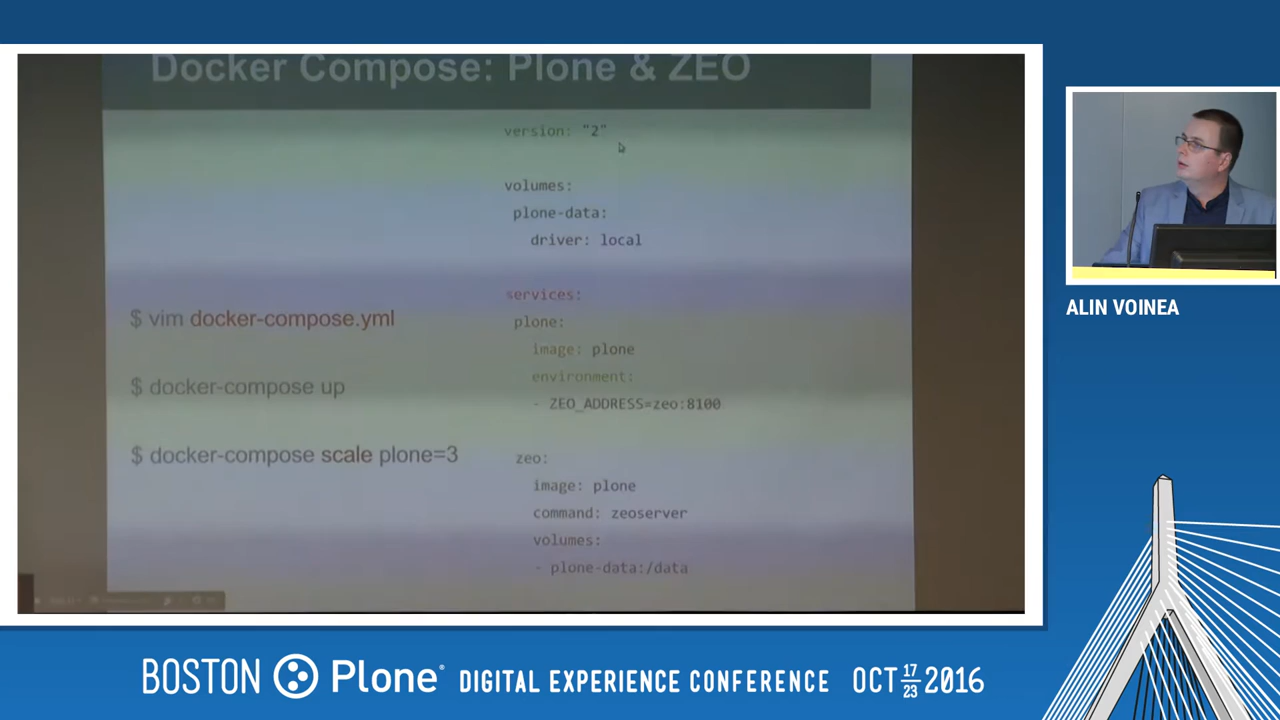 Docker Compose: Plone & ZEO
$ vim docker-compose.yml
$ docker-compose up
$ docker-compose scale plone=3
version: "2"
volumes:
plone-data:
driver: local
services:
plone:
image: plone
environment:
- ZEO_ADDRESS=zeo:8100
zeo:
image: plone
command: zeoserver
volumes:
- plone-data:/data
ALIN VOINEA
BOSTON Plone® DIGITAL EXPERIENCE CONFERENCE OCT 17 23 2016